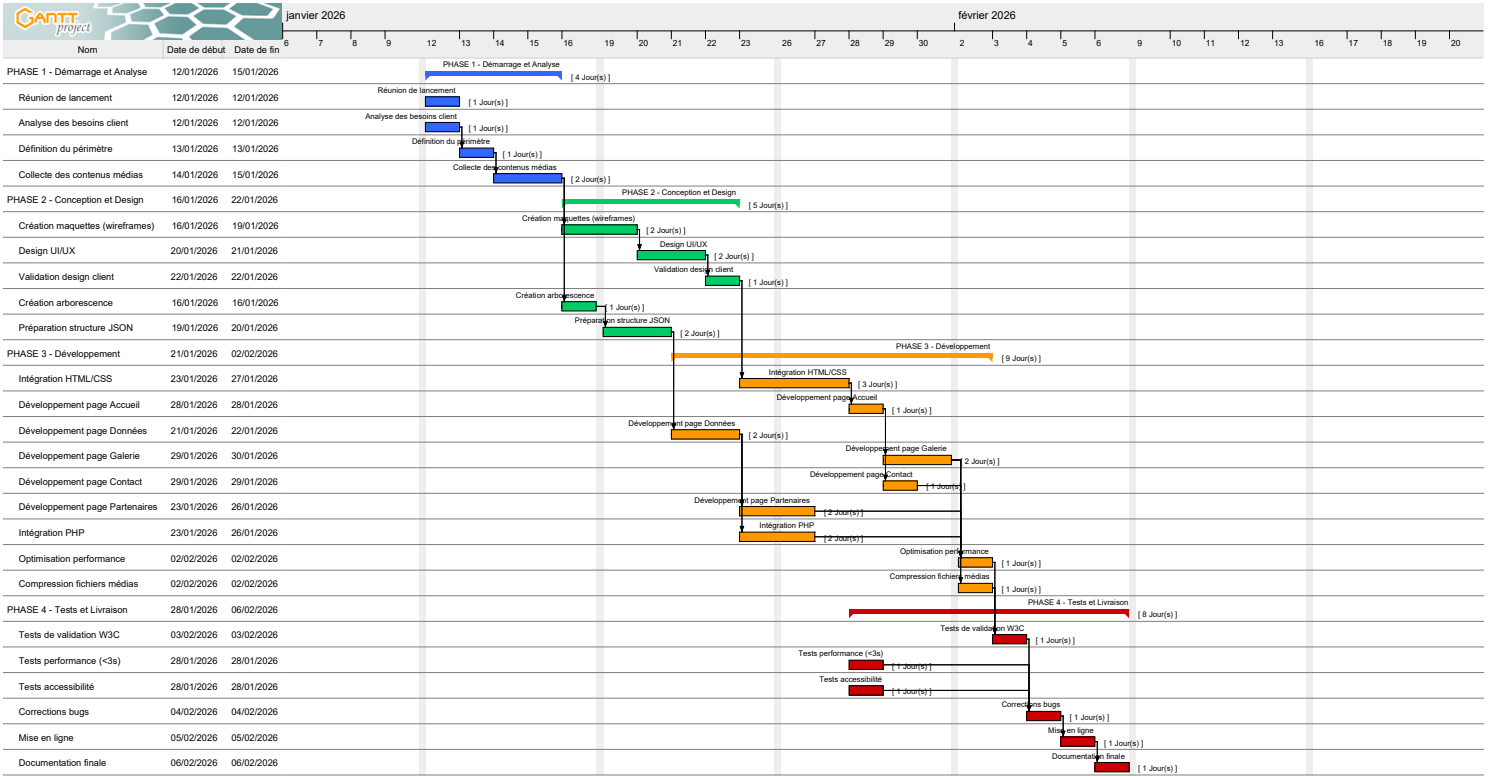 GANTT
project
janvier 2026
février 2026
Nom Date de début Date de fin
6 7 8 9 12 13 14 15 16 19 20 21 22 23 26 27 28 29 30 2 3 4 5 6 9 10 11 12 13 16 17 18 19 20
PHASE 1 - Démarrage et Analyse 12/01/2026 15/01/2026 PHASE 1 - Démarrage et Analyse [ 4 Jour(s) ]
Réunion de lancement 12/01/2026 12/01/2026 Réunion de lancement [ 1 Jour(s) ]
Analyse des besoins client 12/01/2026 12/01/2026 Analyse des besoins client [ 1 Jour(s) ]
Définition du périmètre 13/01/2026 13/01/2026 Définition du périmètre [ 1 Jour(s) ]
Collecte des contenus médias 14/01/2026 15/01/2026 Collecte des contenus médias [ 2 Jour(s) ]
PHASE 2 - Conception et Design 16/01/2026 22/01/2026 PHASE 2 - Conception et Design [ 5 Jour(s) ]
Création maquettes (wireframes) 16/01/2026 19/01/2026 Création maquettes (wireframes) [ 2 Jour(s) ]
Design UI/UX 20/01/2026 21/01/2026 Design UI/UX [ 2 Jour(s) ]
Validation design client 22/01/2026 22/01/2026 Validation design client [ 1 Jour(s) ]
Création arborescence 16/01/2026 16/01/2026 Création arborescence [ 1 Jour(s) ]
Préparation structure JSON 19/01/2026 20/01/2026 Préparation structure JSON [ 2 Jour(s) ]
PHASE 3 - Développement 21/01/2026 02/02/2026 PHASE 3 - Développement [ 9 Jour(s) ]
Intégration HTML/CSS 23/01/2026 27/01/2026 Intégration HTML/CSS [ 3 Jour(s) ]
Développement page Accueil 28/01/2026 28/01/2026 Développement page Accueil [ 1 Jour(s) ]
Développement page Données 21/01/2026 22/01/2026 Développement page Données [ 2 Jour(s) ]
Développement page Galerie 29/01/2026 30/01/2026 Développement page Galerie [ 2 Jour(s) ]
Développement page Contact 29/01/2026 29/01/2026 Développement page Contact [ 1 Jour(s) ]
Développement page Partenaires 23/01/2026 26/01/2026 Développement page Partenaires [ 2 Jour(s) ]
Intégration PHP 23/01/2026 26/01/2026 Intégration PHP [ 2 Jour(s) ]
Optimisation performance 02/02/2026 02/02/2026 Optimisation performance [ 1 Jour(s) ]
Compression fichiers médias 02/02/2026 02/02/2026 Compression fichiers médias [ 1 Jour(s) ]
PHASE 4 - Tests et Livraison 28/01/2026 06/02/2026 PHASE 4 - Tests et Livraison [ 8 Jour(s) ]
Tests de validation W3C 03/02/2026 03/02/2026 Tests de validation W3C [ 1 Jour(s) ]
Tests performance (<3s) 28/01/2026 28/01/2026 Tests performance (<3s) [ 1 Jour(s) ]
Tests accessibilité 28/01/2026 28/01/2026 Tests accessibilité [ 1 Jour(s) ]
Corrections bugs 04/02/2026 04/02/2026 Corrections bugs [ 1 Jour(s) ]
Mise en ligne 05/02/2026 05/02/2026 Mise en ligne [ 1 Jour(s) ]
Documentation finale 06/02/2026 06/02/2026 Documentation finale [ 1 Jour(s) ]